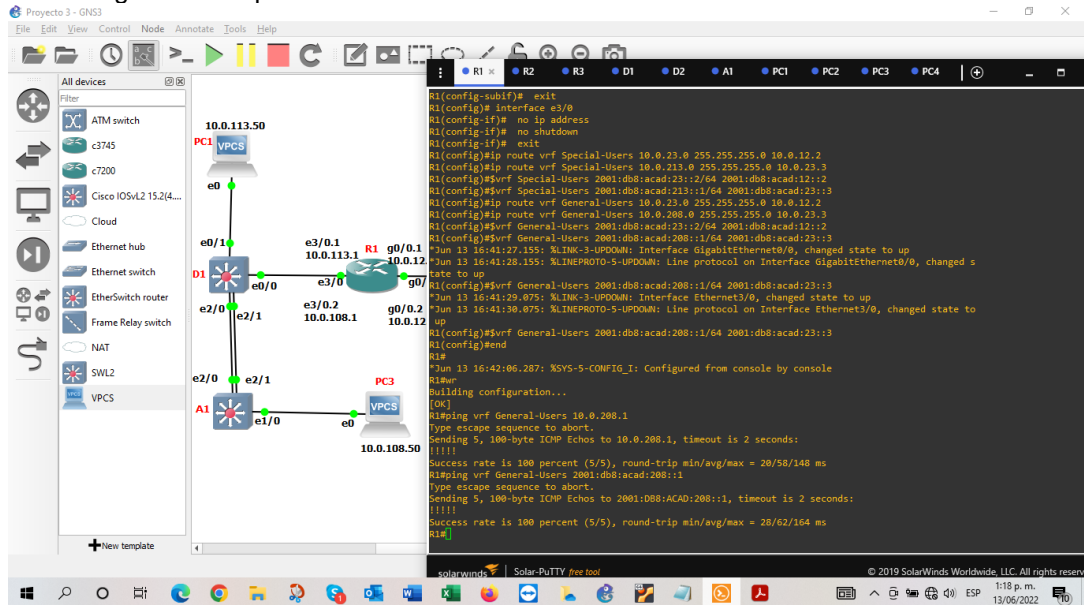 Proyecto 3 - GNS3
File Edit View Control Node Annotate Tools Help
All devices
Filter
ATM switch
c3745
c7200
Cisco IOSvL2 15.2(4....
Cloud
Ethernet hub
Ethernet switch
EtherSwitch router
Frame Relay switch
NAT
SWL2
VPCS
New template
10.0.113.50
PC1
VPCS
e0
e0/1
D1
e0/0
e2/0
e2/1
e3/0.1
10.0.113.1
R1
g0/0.1
10.0.12.
e3/0
g0/
e3/0.2
10.0.108.1
g0/0.2
10.0.12
e2/0
e2/1
A1
e1/0
PC3
VPCS
e0
10.0.108.50
R1 × R2 R3 D1 D2 A1 PC1 PC2 PC3 PC4
R1(config-subif)# exit
R1(config)# interface e3/0
R1(config-if)# no ip address
R1(config-if)# no shutdown
R1(config-if)# exit
R1(config)#ip route vrf Special-Users 10.0.23.0 255.255.255.0 10.0.12.2
R1(config)#ip route vrf Special-Users 10.0.213.0 255.255.255.0 10.0.23.3
R1(config)#$vrf Special-Users 2001:db8:acad:23::2/64 2001:db8:acad:12::2
R1(config)#$vrf Special-Users 2001:db8:acad:213::1/64 2001:db8:acad:23::3
R1(config)#ip route vrf General-Users 10.0.23.0 255.255.255.0 10.0.12.2
R1(config)#ip route vrf General-Users 10.0.208.0 255.255.255.0 10.0.23.3
R1(config)#$vrf General-Users 2001:db8:acad:23::2/64 2001:db8:acad:12::2
R1(config)#$vrf General-Users 2001:db8:acad:208::1/64 2001:db8:acad:23::3
*Jun 13 16:41:27.155: %LINK-3-UPDOWN: Interface GigabitEthernet0/0, changed state to up
*Jun 13 16:41:28.155: %LINEPROTO-5-UPDOWN: Line protocol on Interface GigabitEthernet0/0, changed s
tate to up
R1(config)#$vrf General-Users 2001:db8:acad:208::1/64 2001:db8:acad:23::3
*Jun 13 16:41:29.075: %LINK-3-UPDOWN: Interface Ethernet3/0, changed state to up
*Jun 13 16:41:30.075: %LINEPROTO-5-UPDOWN: Line protocol on Interface Ethernet3/0, changed state to
up
R1(config)#$vrf General-Users 2001:db8:acad:208::1/64 2001:db8:acad:23::3
R1(config)#end
R1#
*Jun 13 16:42:06.287: %SYS-5-CONFIG_I: Configured from console by console
R1#wr
Building configuration...
[OK]
R1#ping vrf General-Users 10.0.208.1
Type escape sequence to abort.
Sending 5, 100-byte ICMP Echos to 10.0.208.1, timeout is 2 seconds:
!!!!!
Success rate is 100 percent (5/5), round-trip min/avg/max = 20/58/148 ms
R1#ping vrf General-Users 2001:db8:acad:208::1
Type escape sequence to abort.
Sending 5, 100-byte ICMP Echos to 2001:DB8:ACAD:208::1, timeout is 2 seconds:
!!!!!
Success rate is 100 percent (5/5), round-trip min/avg/max = 28/62/164 ms
R1#
solarwinds Solar-PuTTY free tool © 2019 SolarWinds Worldwide, LLC. All rights reserv
ESP
1:18 p. m.
13/06/2022
10